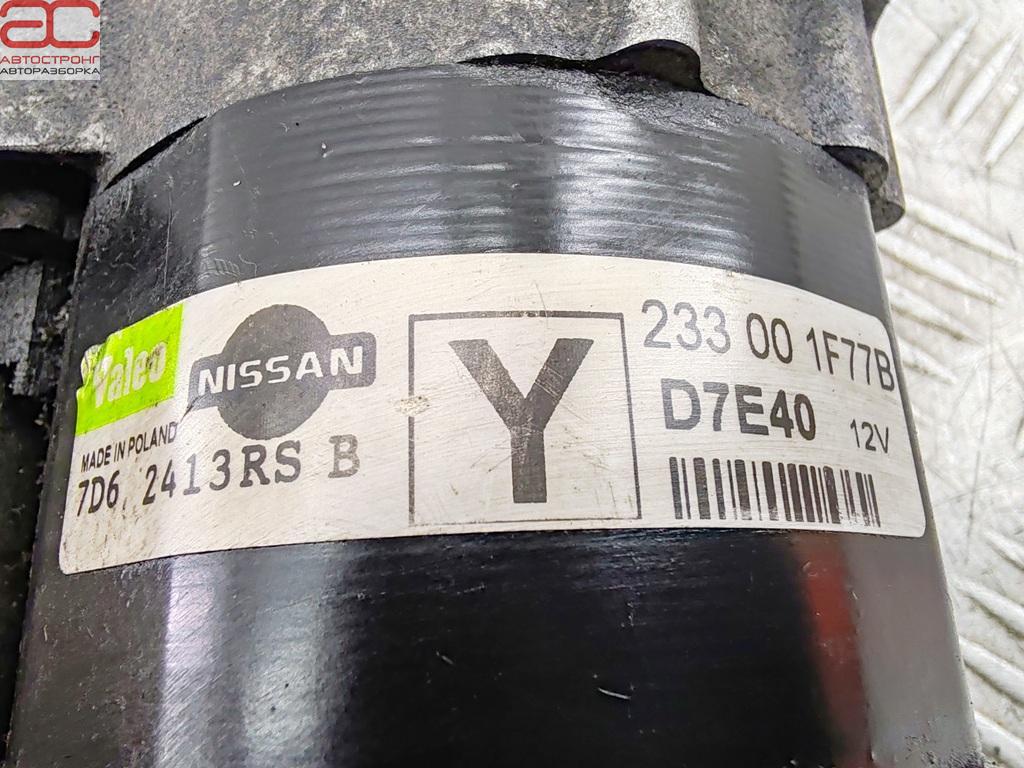 АС
АВТОСТРОНГ
АВТОРАЗБОРКА
Valeo
NISSAN
MADE IN POLAND
7D6, 2413RS B
Y
233 00 1F77B
D7E40 12V